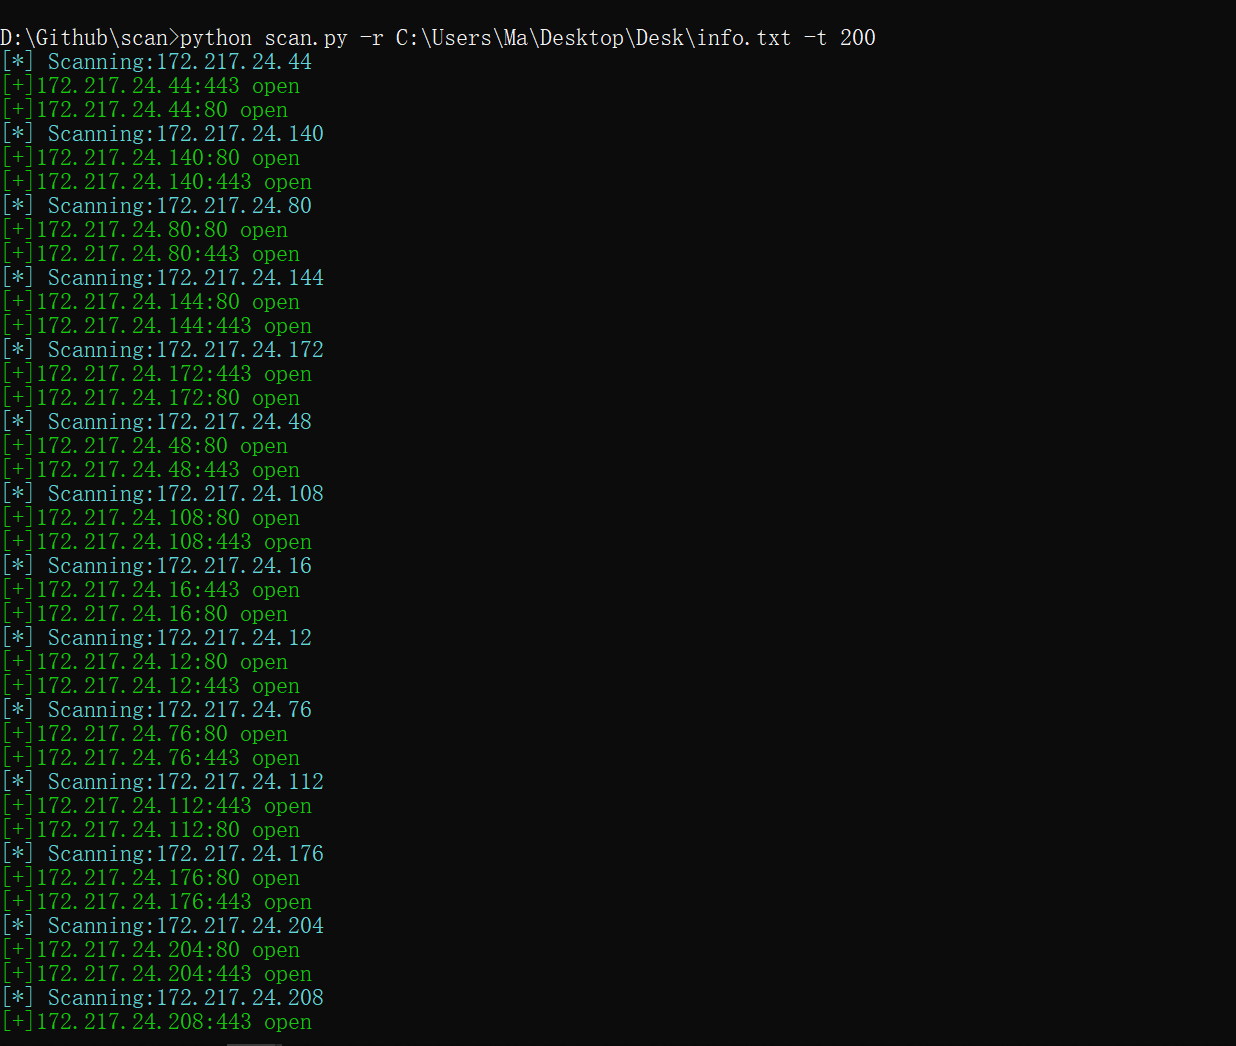 D:\Github\scan>python scan.py -r C:\Users\Ma\Desktop\Desk\info.txt -t 200
[*] Scanning:172.217.24.44
[+]172.217.24.44:443 open
[+]172.217.24.44:80 open
[*] Scanning:172.217.24.140
[+]172.217.24.140:80 open
[+]172.217.24.140:443 open
[*] Scanning:172.217.24.80
[+]172.217.24.80:80 open
[+]172.217.24.80:443 open
[*] Scanning:172.217.24.144
[+]172.217.24.144:80 open
[+]172.217.24.144:443 open
[*] Scanning:172.217.24.172
[+]172.217.24.172:443 open
[+]172.217.24.172:80 open
[*] Scanning:172.217.24.48
[+]172.217.24.48:80 open
[+]172.217.24.48:443 open
[*] Scanning:172.217.24.108
[+]172.217.24.108:80 open
[+]172.217.24.108:443 open
[*] Scanning:172.217.24.16
[+]172.217.24.16:443 open
[+]172.217.24.16:80 open
[*] Scanning:172.217.24.12
[+]172.217.24.12:80 open
[+]172.217.24.12:443 open
[*] Scanning:172.217.24.76
[+]172.217.24.76:80 open
[+]172.217.24.76:443 open
[*] Scanning:172.217.24.112
[+]172.217.24.112:443 open
[+]172.217.24.112:80 open
[*] Scanning:172.217.24.176
[+]172.217.24.176:80 open
[+]172.217.24.176:443 open
[*] Scanning:172.217.24.204
[+]172.217.24.204:80 open
[+]172.217.24.204:443 open
[*] Scanning:172.217.24.208
[+]172.217.24.208:443 open